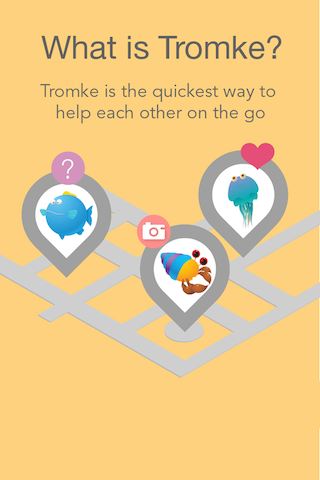 What is Tromke?
Tromke is the quickest way to
help each other on the go
?